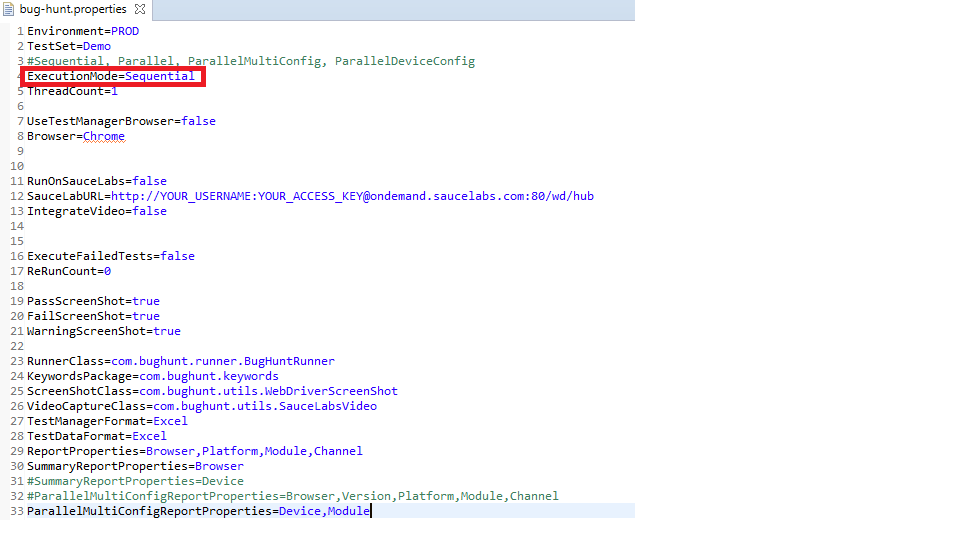 bug-hunt.properties
1 Environment=PROD
2 TestSet=Demo
3 #Sequential, Parallel, ParallelMultiConfig, ParallelDeviceConfig
4 ExecutionMode=Sequential
5 ThreadCount=1
6
7 UseTestManagerBrowser=false
8 Browser=Chrome
9
10
11 RunOnSauceLabs=false
12 SauceLabURL=http://YOUR_USERNAME:YOUR_ACCESS_KEY@ondemand.saucelabs.com:80/wd/hub
13 IntegrateVideo=false
14
15
16 ExecuteFailedTests=false
17 ReRunCount=0
18
19 PassScreenShot=true
20 FailScreenShot=true
21 WarningScreenShot=true
22
23 RunnerClass=com.bughunt.runner.BugHuntRunner
24 KeywordsPackage=com.bughunt.keywords
25 ScreenShotClass=com.bughunt.utils.WebDriverScreenShot
26 VideoCaptureClass=com.bughunt.utils.SauceLabsVideo
27 TestManagerFormat=Excel
28 TestDataFormat=Excel
29 ReportProperties=Browser,Platform,Module,Channel
30 SummaryReportProperties=Browser
31 #SummaryReportProperties=Device
32 #ParallelMultiConfigReportProperties=Browser,Version,Platform,Module,Channel
33 ParallelMultiConfigReportProperties=Device,Module